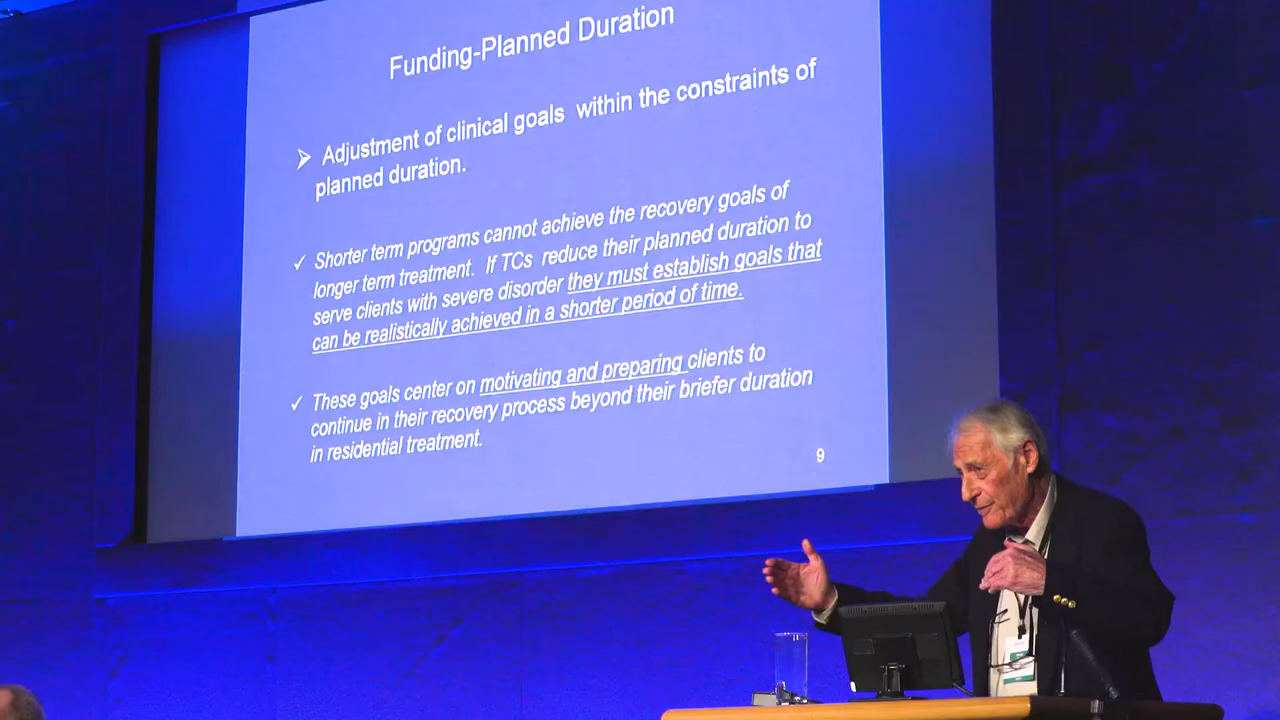 Funding-Planned Duration
➢ Adjustment of clinical goals within the constraints of
planned duration.
✓ Shorter term programs cannot achieve the recovery goals of
longer term treatment. If TCs reduce their planned duration to
serve clients with severe disorder they must establish goals that
can be realistically achieved in a shorter period of time.
✓ These goals center on motivating and preparing clients to
continue in their recovery process beyond their briefer duration
in residential treatment.
9